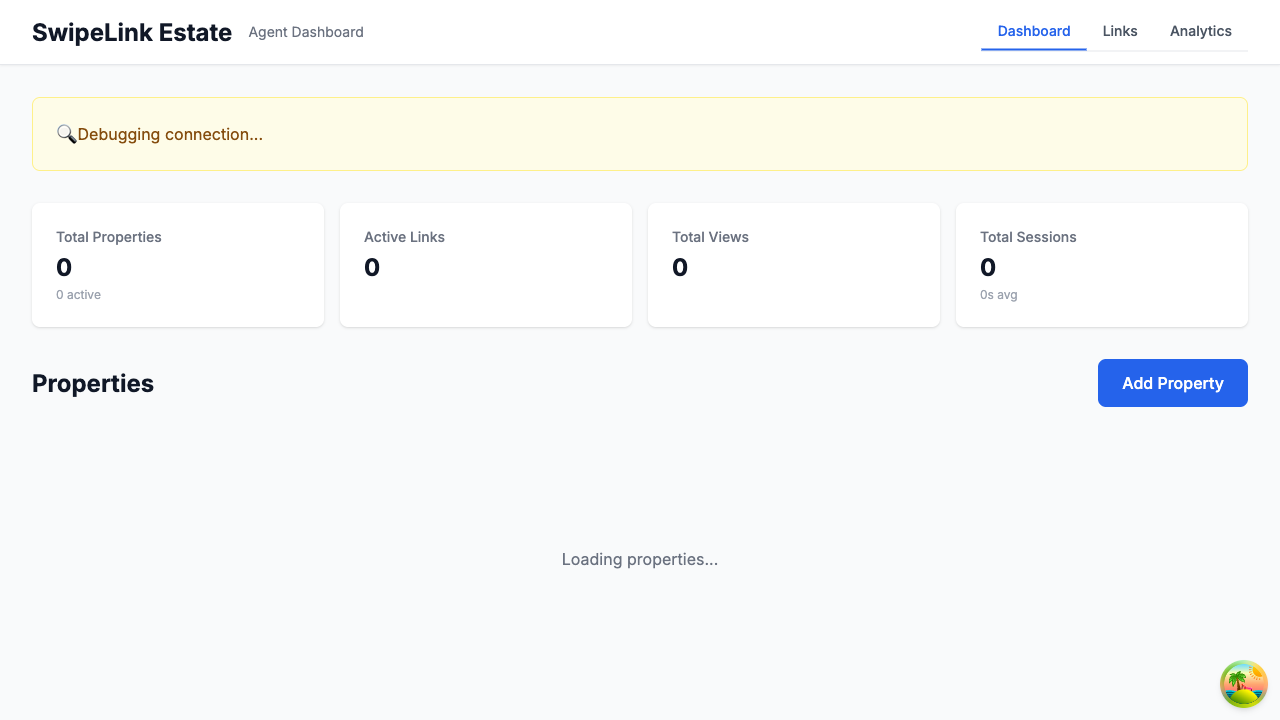 SwipeLink Estate
Agent Dashboard
Dashboard
Links
Analytics
🔍Debugging connection...
Total Properties
0
0 active
Active Links
0
Total Views
0
Total Sessions
0
0s avg
Properties
Add Property
Loading properties...